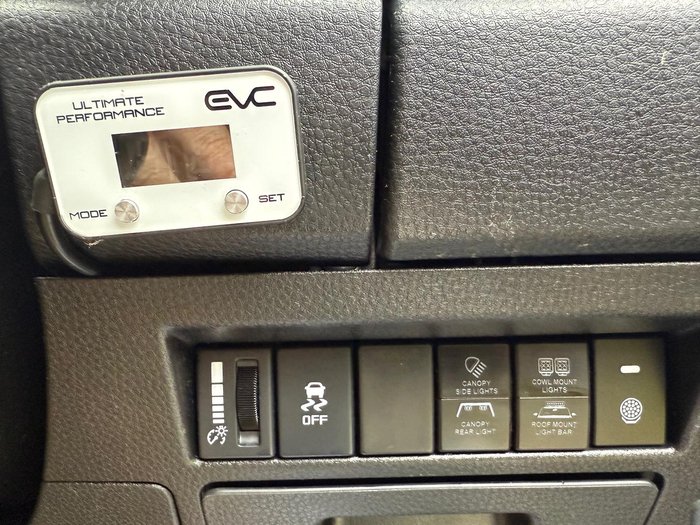 ULTIMATE
PERFORMANCE
EVC
MODE
SET
OFF
CANOPY
SIDE LIGHTS
CANOPY
REAR LIGHT
COWL MOUNT
LIGHTS
ROOF MOUNT
LIGHT BAR